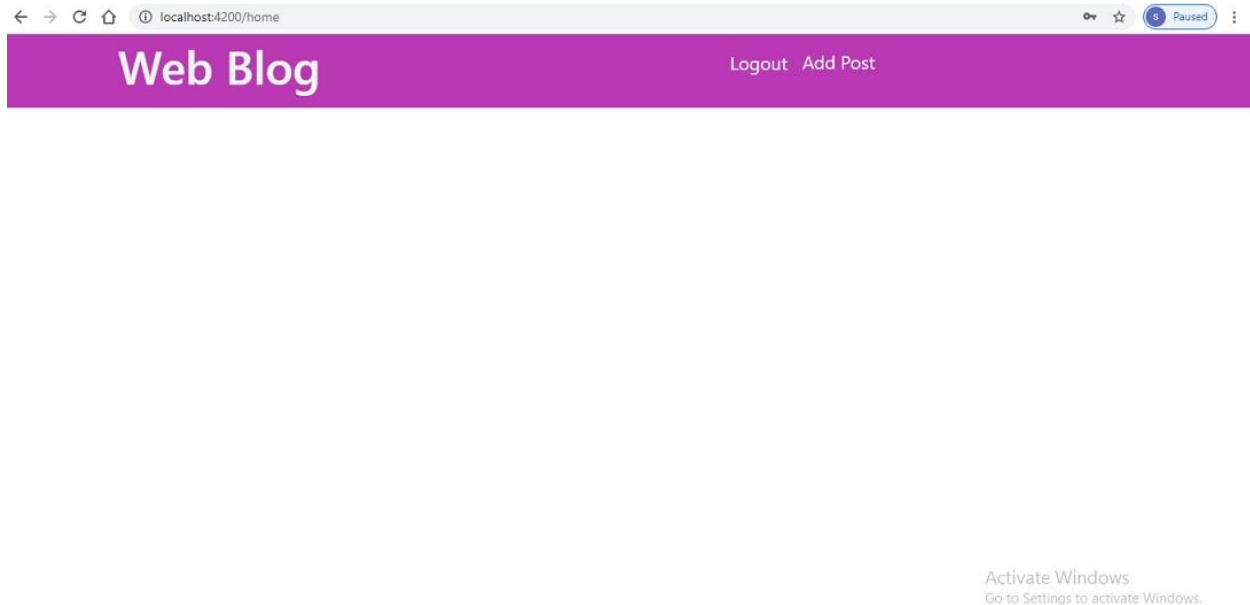 localhost:4200/home
S Paused
Web Blog
Logout Add Post
Activate Windows
Go to Settings to activate Windows.